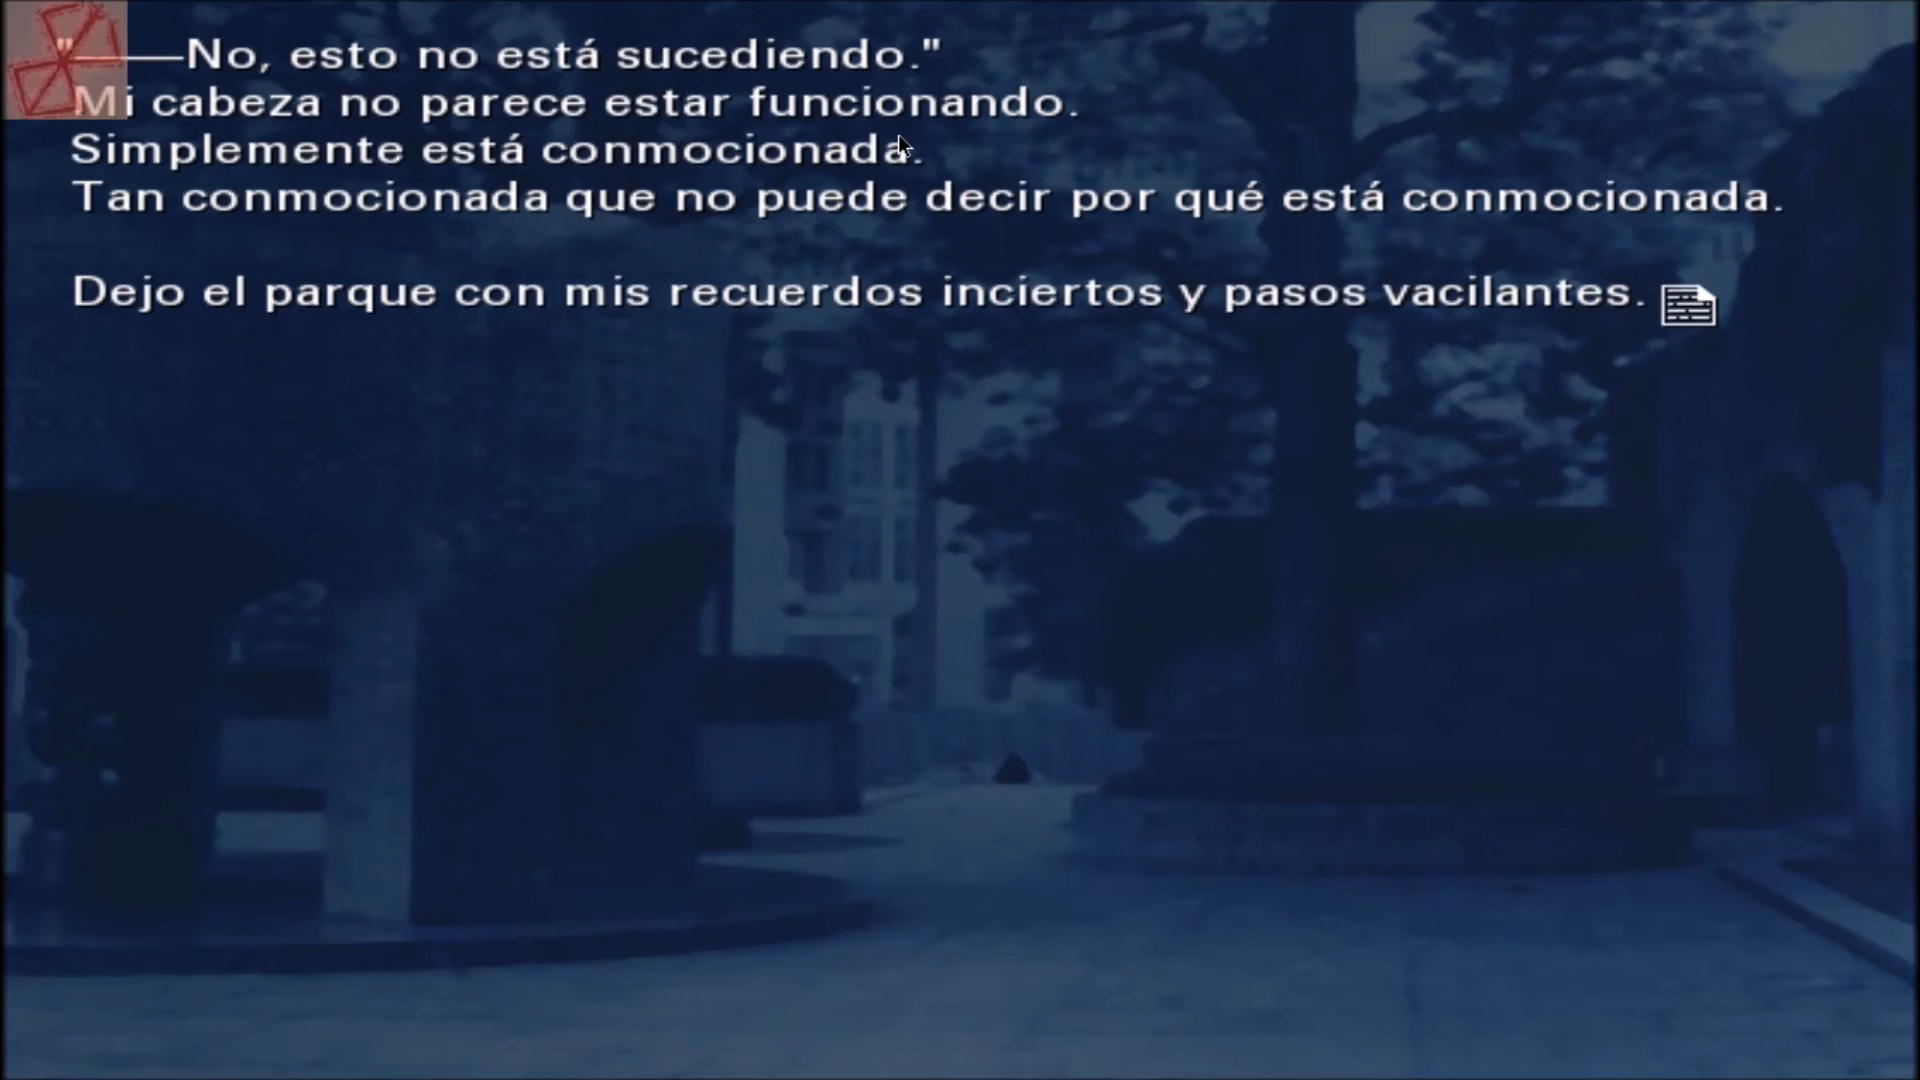 "——No, esto no está sucediendo."
Mi cabeza no parece estar funcionando.
Simplemente está conmocionada.
Tan conmocionada que no puede decir por qué está conmocionada.
Dejo el parque con mis recuerdos inciertos y pasos vacilantes.